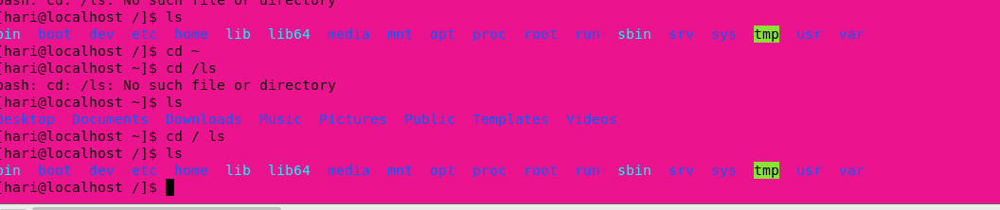 bash: cd: /ls: No such file or directory
[hari@localhost /]$ ls
bin boot dev etc home lib lib64 media mnt opt proc root run sbin srv sys tmp usr var
[hari@localhost /]$ cd ~
[hari@localhost ~]$ cd /ls
bash: cd: /ls: No such file or directory
[hari@localhost ~]$ ls
Desktop Documents Downloads Music Pictures Public Templates Videos
[hari@localhost ~]$ cd / ls
[hari@localhost /]$ ls
bin boot dev etc home lib lib64 media mnt opt proc root run sbin srv sys tmp usr var
[hari@localhost /]$